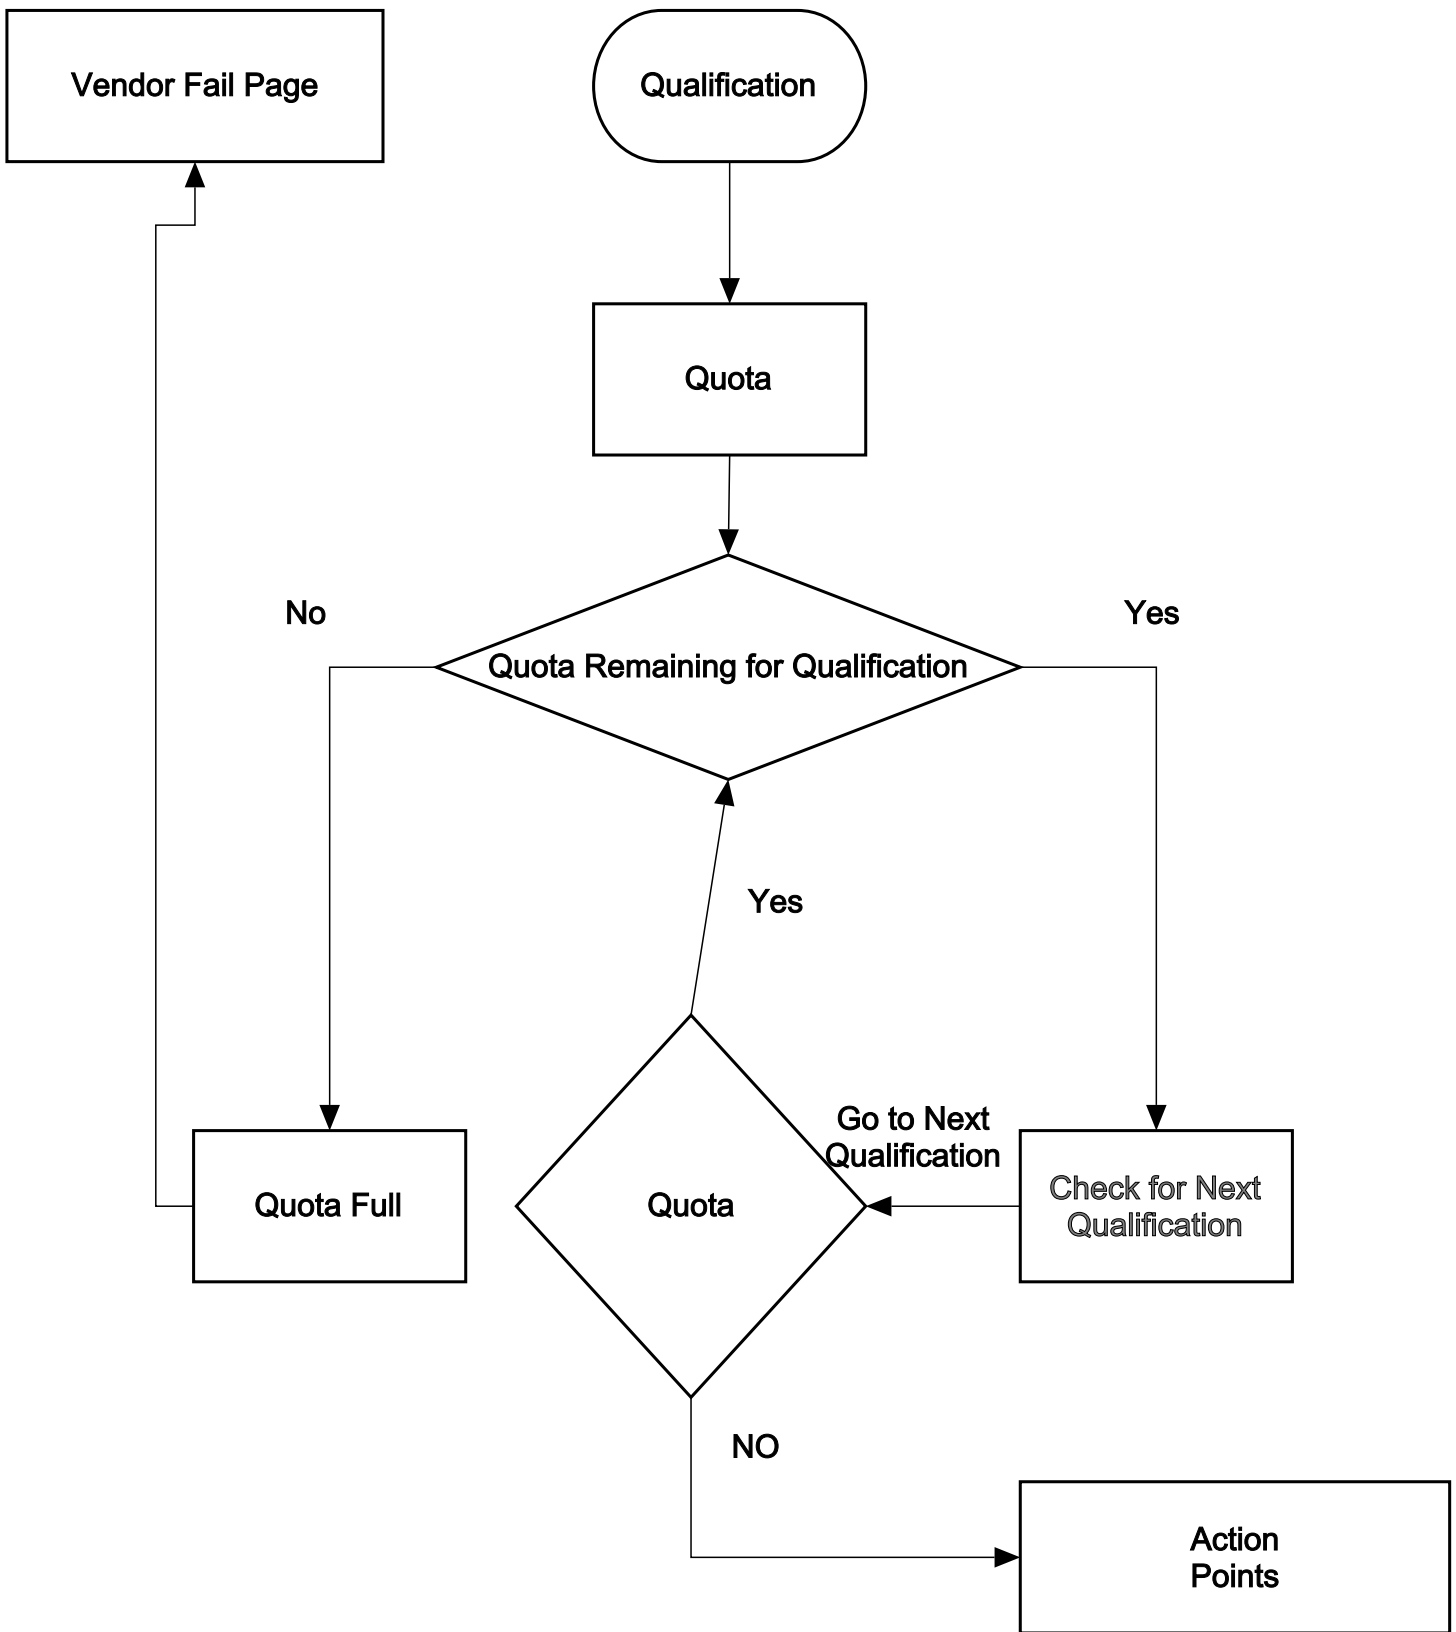 Vendor Fail Page
Qualification
Quota
No
Yes
Quota Remaining for Qualification
Yes
Go to Next
Qualification
Quota Full
Quota
Check for Next
Qualification
NO
Action
Points